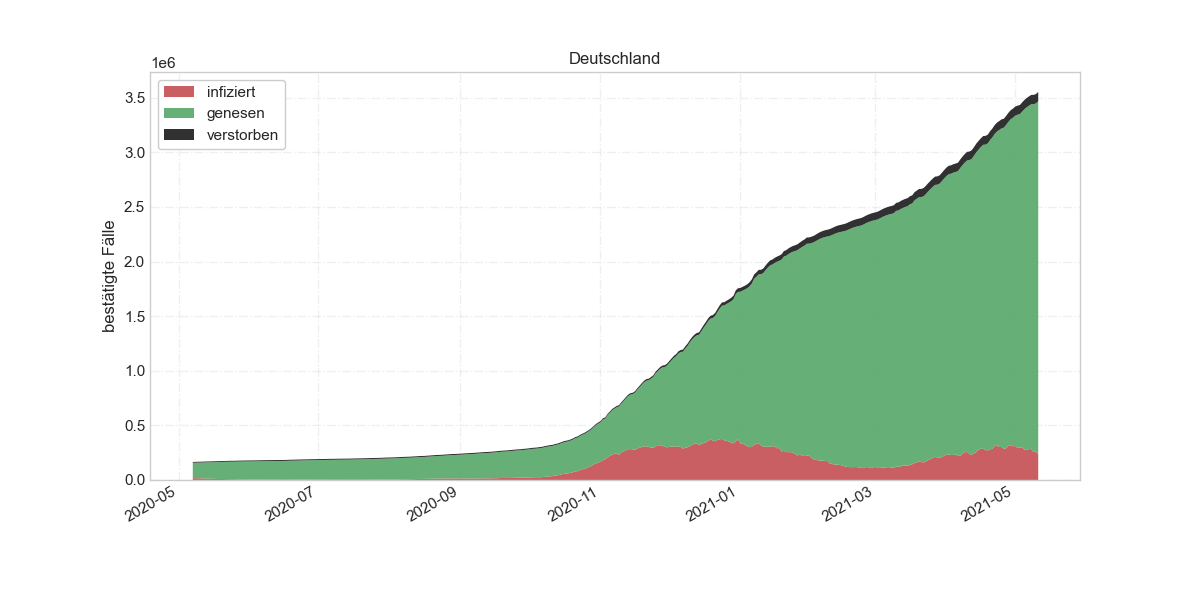 Deutschland
1e6
infiziert
genesen
verstorben
bestätigte Fälle
3.5
3.0
2.5
2.0
1.5
1.0
0.5
0.0
2020-05
2020-07
2020-09
2020-11
2021-01
2021-03
2021-05